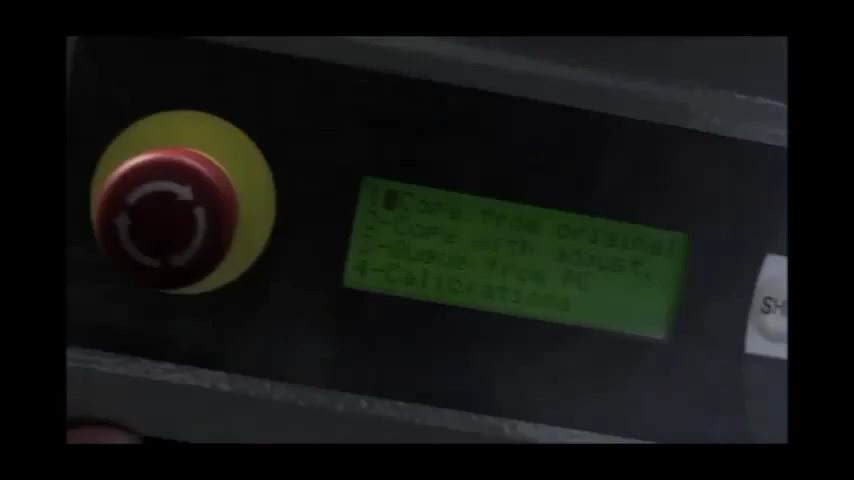 1 Copy from original
2-Copy with adjust.
3-Queue from PC
4-Calibrations
SH